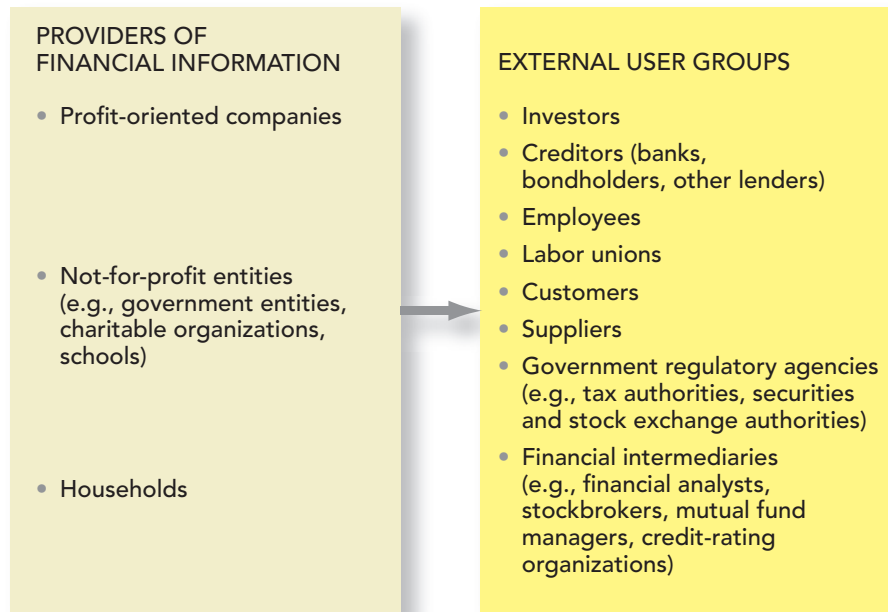 PROVIDERS OF
FINANCIAL INFORMATION
• Profit-oriented companies
• Not-for-profit entities
(e.g., government entities,
charitable organizations,
schools)
• Households
EXTERNAL USER GROUPS
• Investors
• Creditors (banks,
bondholders, other lenders)
• Employees
• Labor unions
• Customers
• Suppliers
• Government regulatory agencies
(e.g., tax authorities, securities
and stock exchange authorities)
• Financial intermediaries
(e.g., financial analysts,
stockbrokers, mutual fund
managers, credit-rating
organizations)